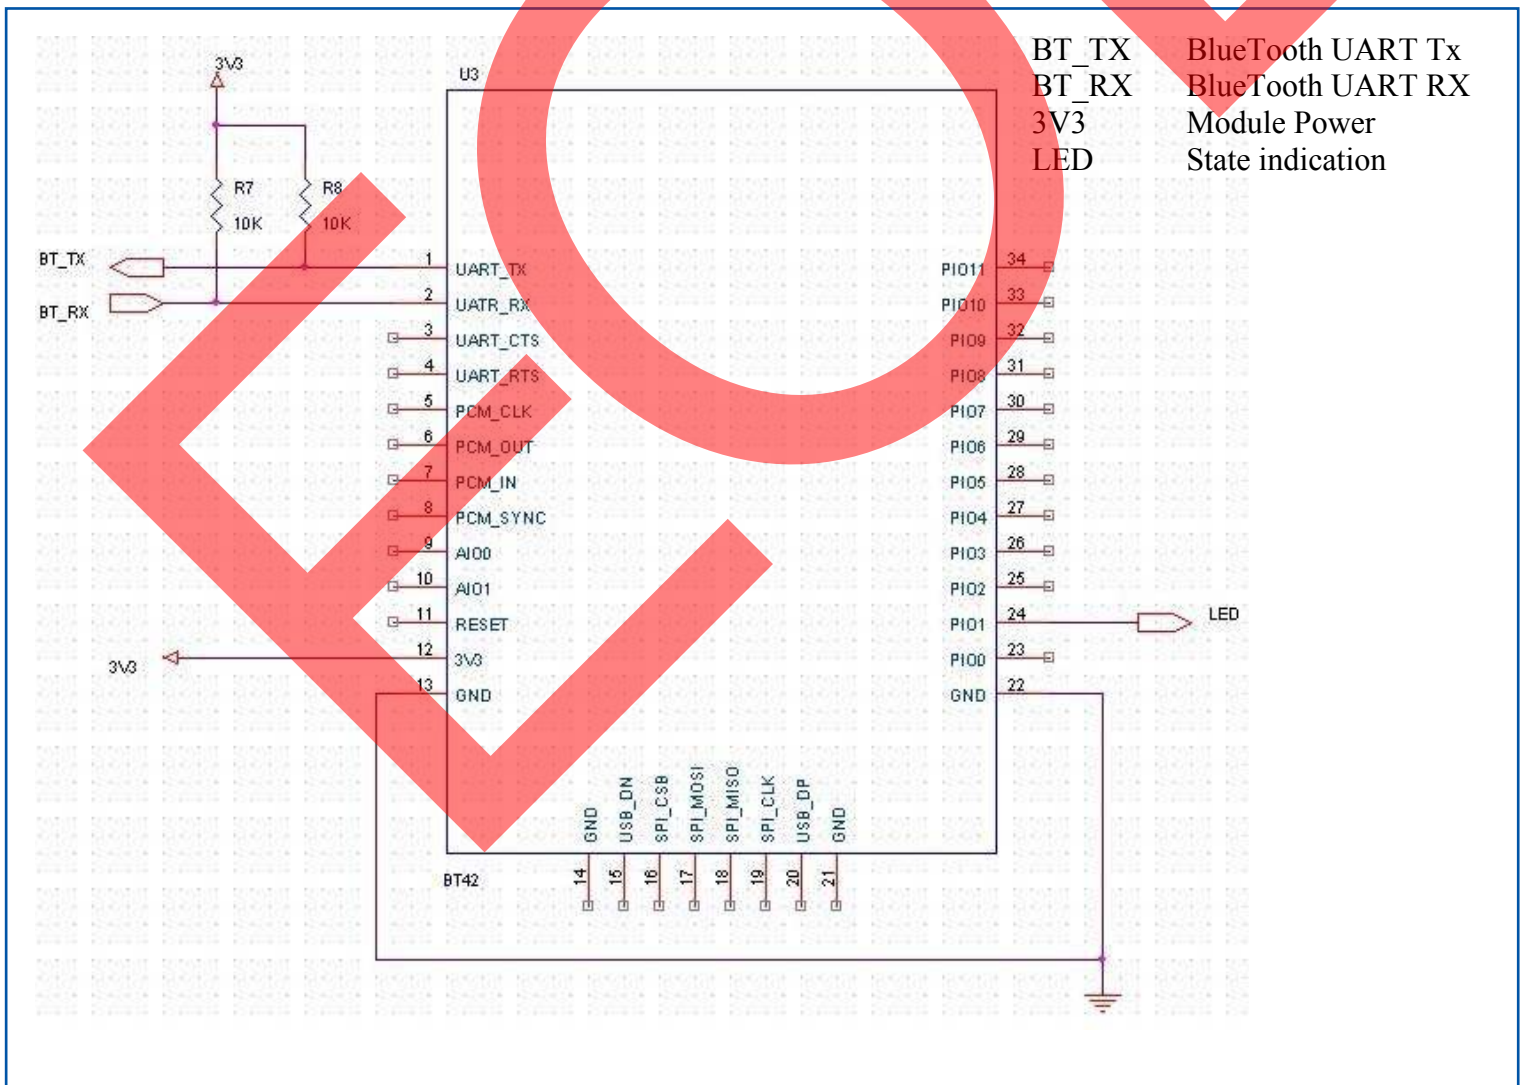 BT_TX BlueTooth UART Tx
BT_RX BlueTooth UART RX
3V3 Module Power
LED State indication
3V3
U3
R7
10K
R8
10K
BT_TX
BT_RX
1 UART_TX
2 UATR_RX
3 UART_CTS
4 UART_RTS
5 PCM_CLK
6 PCM_OUT
7 PCM_IN
8 PCM_SYNC
9 AIO0
10 AIO1
11 RESET
3V3
12 3V3
13 GND
PIO11 34
PIO10 33
PIO9 32
PIO8 31
PIO7 30
PIO6 29
PIO5 28
PIO4 27
PIO3 26
PIO2 25
PIO1 24 LED
PIO0 23
GND 22
GND
USB_DN
SPI_CSB
SPI_MOSI
SPI_MISO
SPI_CLK
USB_DP
GND
BT42
14
15
16
17
18
19
20
21